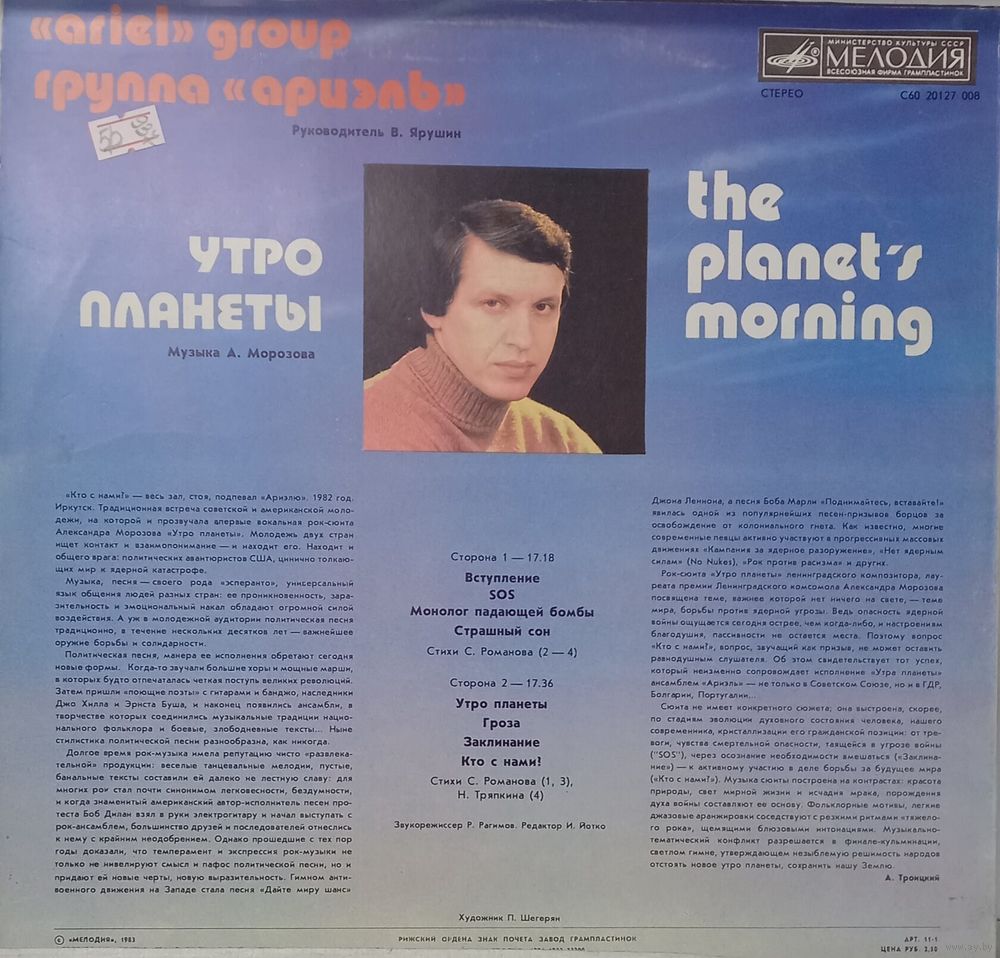 «ariel» group
группа «ариэль»
Руководитель В. Ярушин
50
МИНИСТЕРСТВО КУЛЬТУРЫ СССР
МЕЛОДИЯ
ВСЕСОЮЗНАЯ ФИРМА ГРАМПЛАСТИНОК
СТЕРЕО С60 20127 008
УТРО
ПЛАНЕТЫ
Музыка А. Морозова
the
planet's
morning
«Кто с нами?» — весь зал, стоя, подпевал «Ариэлю». 1982 год.
Иркутск. Традиционная встреча советской и американской моло-
дежи, на которой и прозвучала впервые вокальная рок-сюита
Александра Морозова «Утро планеты». Молодежь двух стран
ищет контакт и взаимопонимание — и находит его. Находит и
общего врага: политических авантюристов США, цинично толкаю-
щих мир к ядерной катастрофе.
Музыка, песня — своего рода «эсперанто», универсальный
язык общения людей разных стран: ее проникновенность, зара-
зительность и эмоциональный накал обладают огромной силой
воздействия. А уж в молодежной аудитории политическая песня
традиционно, в течение нескольких десятков лет — важнейшее
оружие борьбы и солидарности.
Политическая песня, манера ее исполнения обретают сегодня
новые формы. Когда-то звучали большие хоры и мощные марши,
в которых будто отпечаталась четкая поступь великих революций.
Затем пришли «поющие поэты» с гитарами и банджо, наследники
Джо Хилла и Эрнста Буша, и наконец появились ансамбли, в
творчестве которых соединились музыкальные традиции нацио-
нального фольклора и боевые, злободневные тексты... Ныне
стилистика политической песни разнообразна, как никогда.
Долгое время рок-музыка имела репутацию чисто «развлека-
тельной» продукции: веселые танцевальные мелодии, пустые,
банальные тексты составили ей далеко не лестную славу: для
многих рок стал почти синонимом легковесности, бездумности,
и когда знаменитый американский автор-исполнитель песен про-
теста Боб Дилан взял в руки электрогитару и начал выступать с
рок-ансамблем, большинство друзей и последователей отнеслись
к нему с крайним неодобрением. Однако прошедшие с тех пор
годы доказали, что темперамент и экспрессия рок-музыки не
только не нивелируют смысл и пафос политической песни, но и
придают ей новые черты, новую выразительность. Гимном анти-
военного движения на Западе стала песня «Дайте миру шанс»
Сторона 1 — 17.18
Вступление
SOS
Монолог падающей бомбы
Страшный сон
Стихи С. Романова (2 — 4)
Сторона 2 — 17.36
Утро планеты
Гроза
Заклинание
Кто с нами?
Стихи С. Романова (1, 3),
Н. Тряпкина (4)
Звукорежиссер Р. Рагимов. Редактор И. Йотко
Джона Леннона, а песня Боба Марли «Поднимайтесь, вставайте!»
явилась одной из популярнейших песен-призывов борцов за
освобождение от колониального гнета. Как известно, многие
современные певцы активно участвуют в прогрессивных массовых
движениях «Кампания за ядерное разоружение», «Нет ядерным
силам» (No Nukes), «Рок против расизма» и других.
Рок-сюита «Утро планеты» ленинградского композитора, лау-
реата премии Ленинградского комсомола Александра Морозова
посвящена теме, важнее которой нет ничего на свете, — теме
мира, борьбы против ядерной угрозы. Ведь опасность ядерной
войны ощущается сегодня острее, чем когда-либо, и настроениям
благодушия, пассивности не остается места. Поэтому вопрос
«Кто с нами?», вопрос, звучащий как призыв, не может оставить
равнодушным слушателя. Об этом свидетельствует тот успех,
который неизменно сопровождает исполнение «Утра планеты»
ансамблем «Ариэль» — не только в Советском Союзе, но и в ГДР,
Болгарии, Португалии...
Сюита не имеет конкретного сюжета; она выстроена, скорее,
по стадиям эволюции духовного состояния человека, нашего
современника, кристаллизации его гражданской позиции: от тре-
воги, чувства смертельной опасности, таящейся в угрозе войны
("SOS"), через осознание необходимости вмешаться («Заклина-
ние») — к активному участию в деле борьбы за будущее мира
(«Кто с нами?»). Музыка сюиты построена на контрастах: красота
природы, свет мирной жизни и исчадия мрака, порождения
духа войны составляют ее основу. Фольклорные мотивы, легкие
джазовые аранжировки соседствуют с резкими ритмами «тяжело-
го рока», щемящими блюзовыми интонациями. Музыкально-
тематический конфликт разрешается в финале-кульминации,
светлом гимне, утверждающем незыблемую решимость народов
отстоять новое утро планеты, сохранить нашу Землю.
А. Троицкий
Художник П. Шегерян
© «МЕЛОДИЯ», 1983
РИЖСКИЙ ОРДЕНА ЗНАК ПОЧЕТА ЗАВОД ГРАМПЛАСТИНОК
АРТ. 11-1
ЦЕНА РУБ. 2,50
www.ay.by